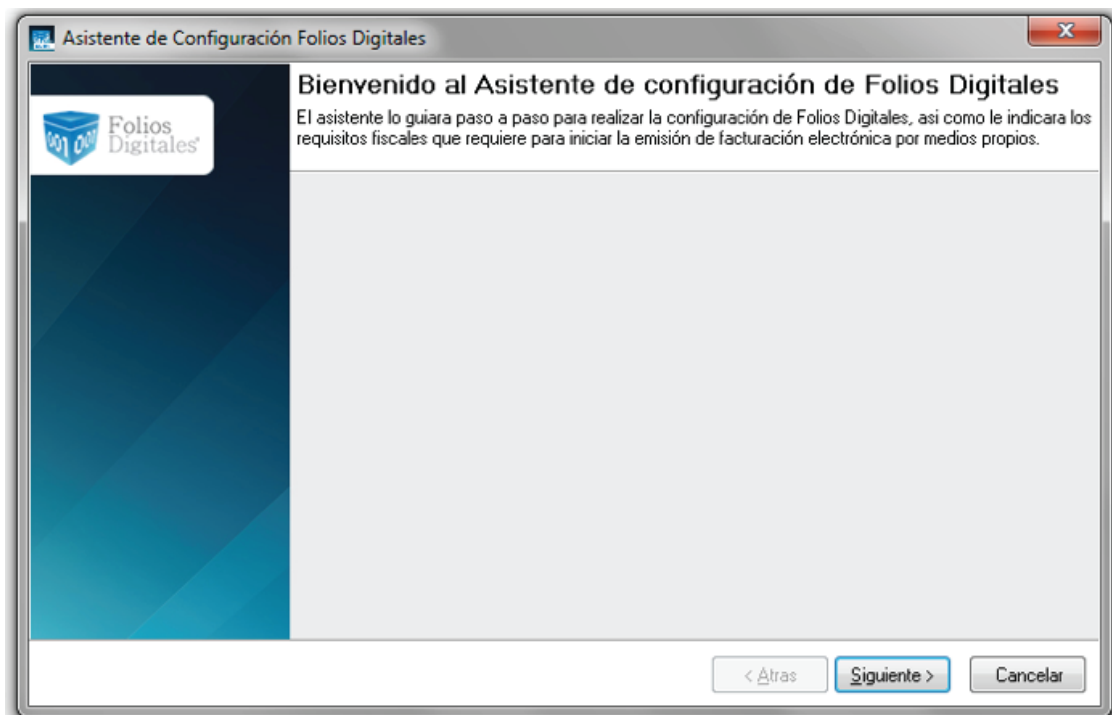 Asistente de Configuración Folios Digitales
x
Folios
Digitales®
001 001
Bienvenido al Asistente de configuración de Folios Digitales
El asistente lo guiara paso a paso para realizar la configuración de Folios Digitales, asi como le indicara los
requisitos fiscales que requiere para iniciar la emisión de facturación electrónica por medios propios.
< Atras
Siguiente >
Cancelar